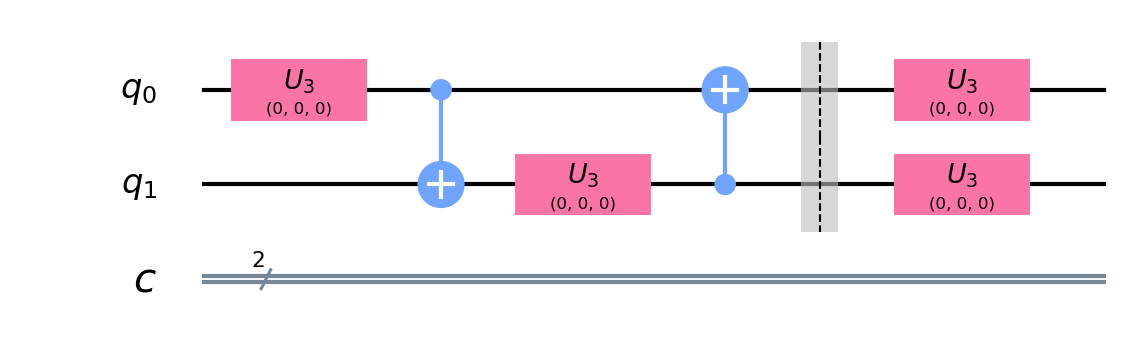 q0 U3 (0, 0, 0) U3 (0, 0, 0)
q1 U3 (0, 0, 0) U3 (0, 0, 0)
c 2